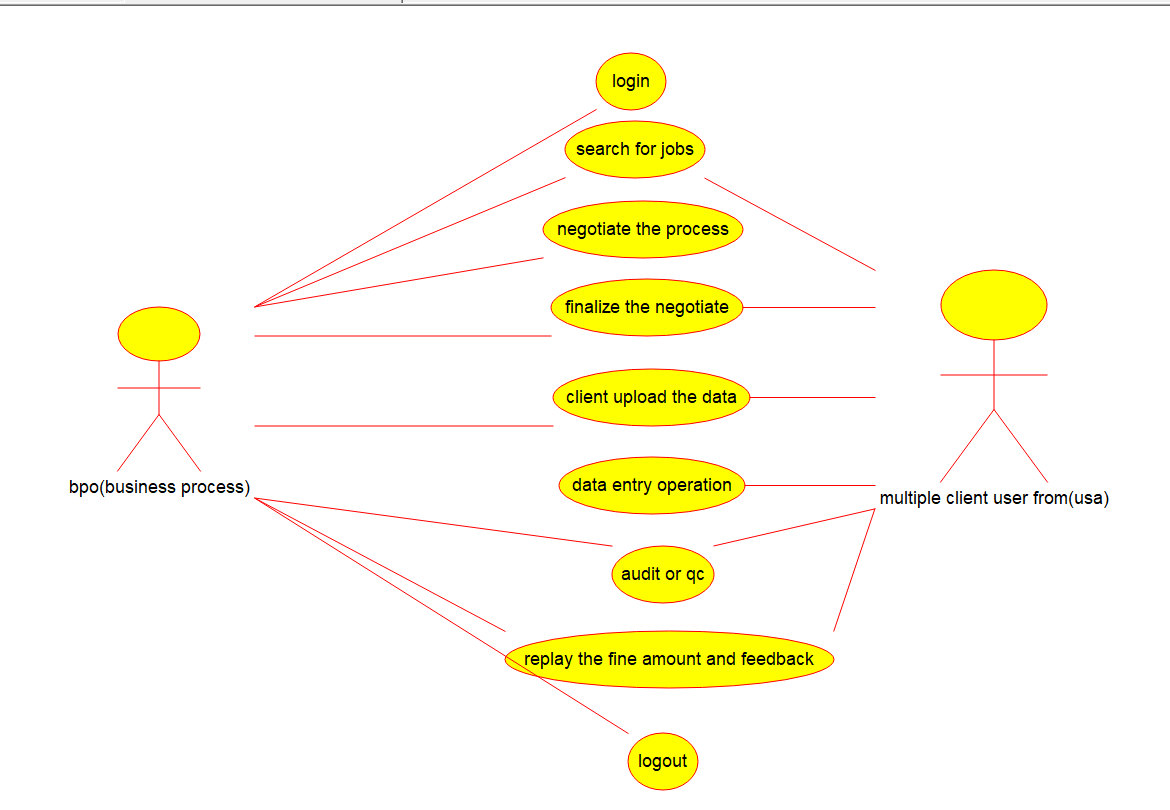 login
search for jobs
negotiate the process
finalize the negotiate
client upload the data
data entry operation
bpo(business process)
multiple client user from(usa)
audit or qc
replay the fine amount and feedback
logout